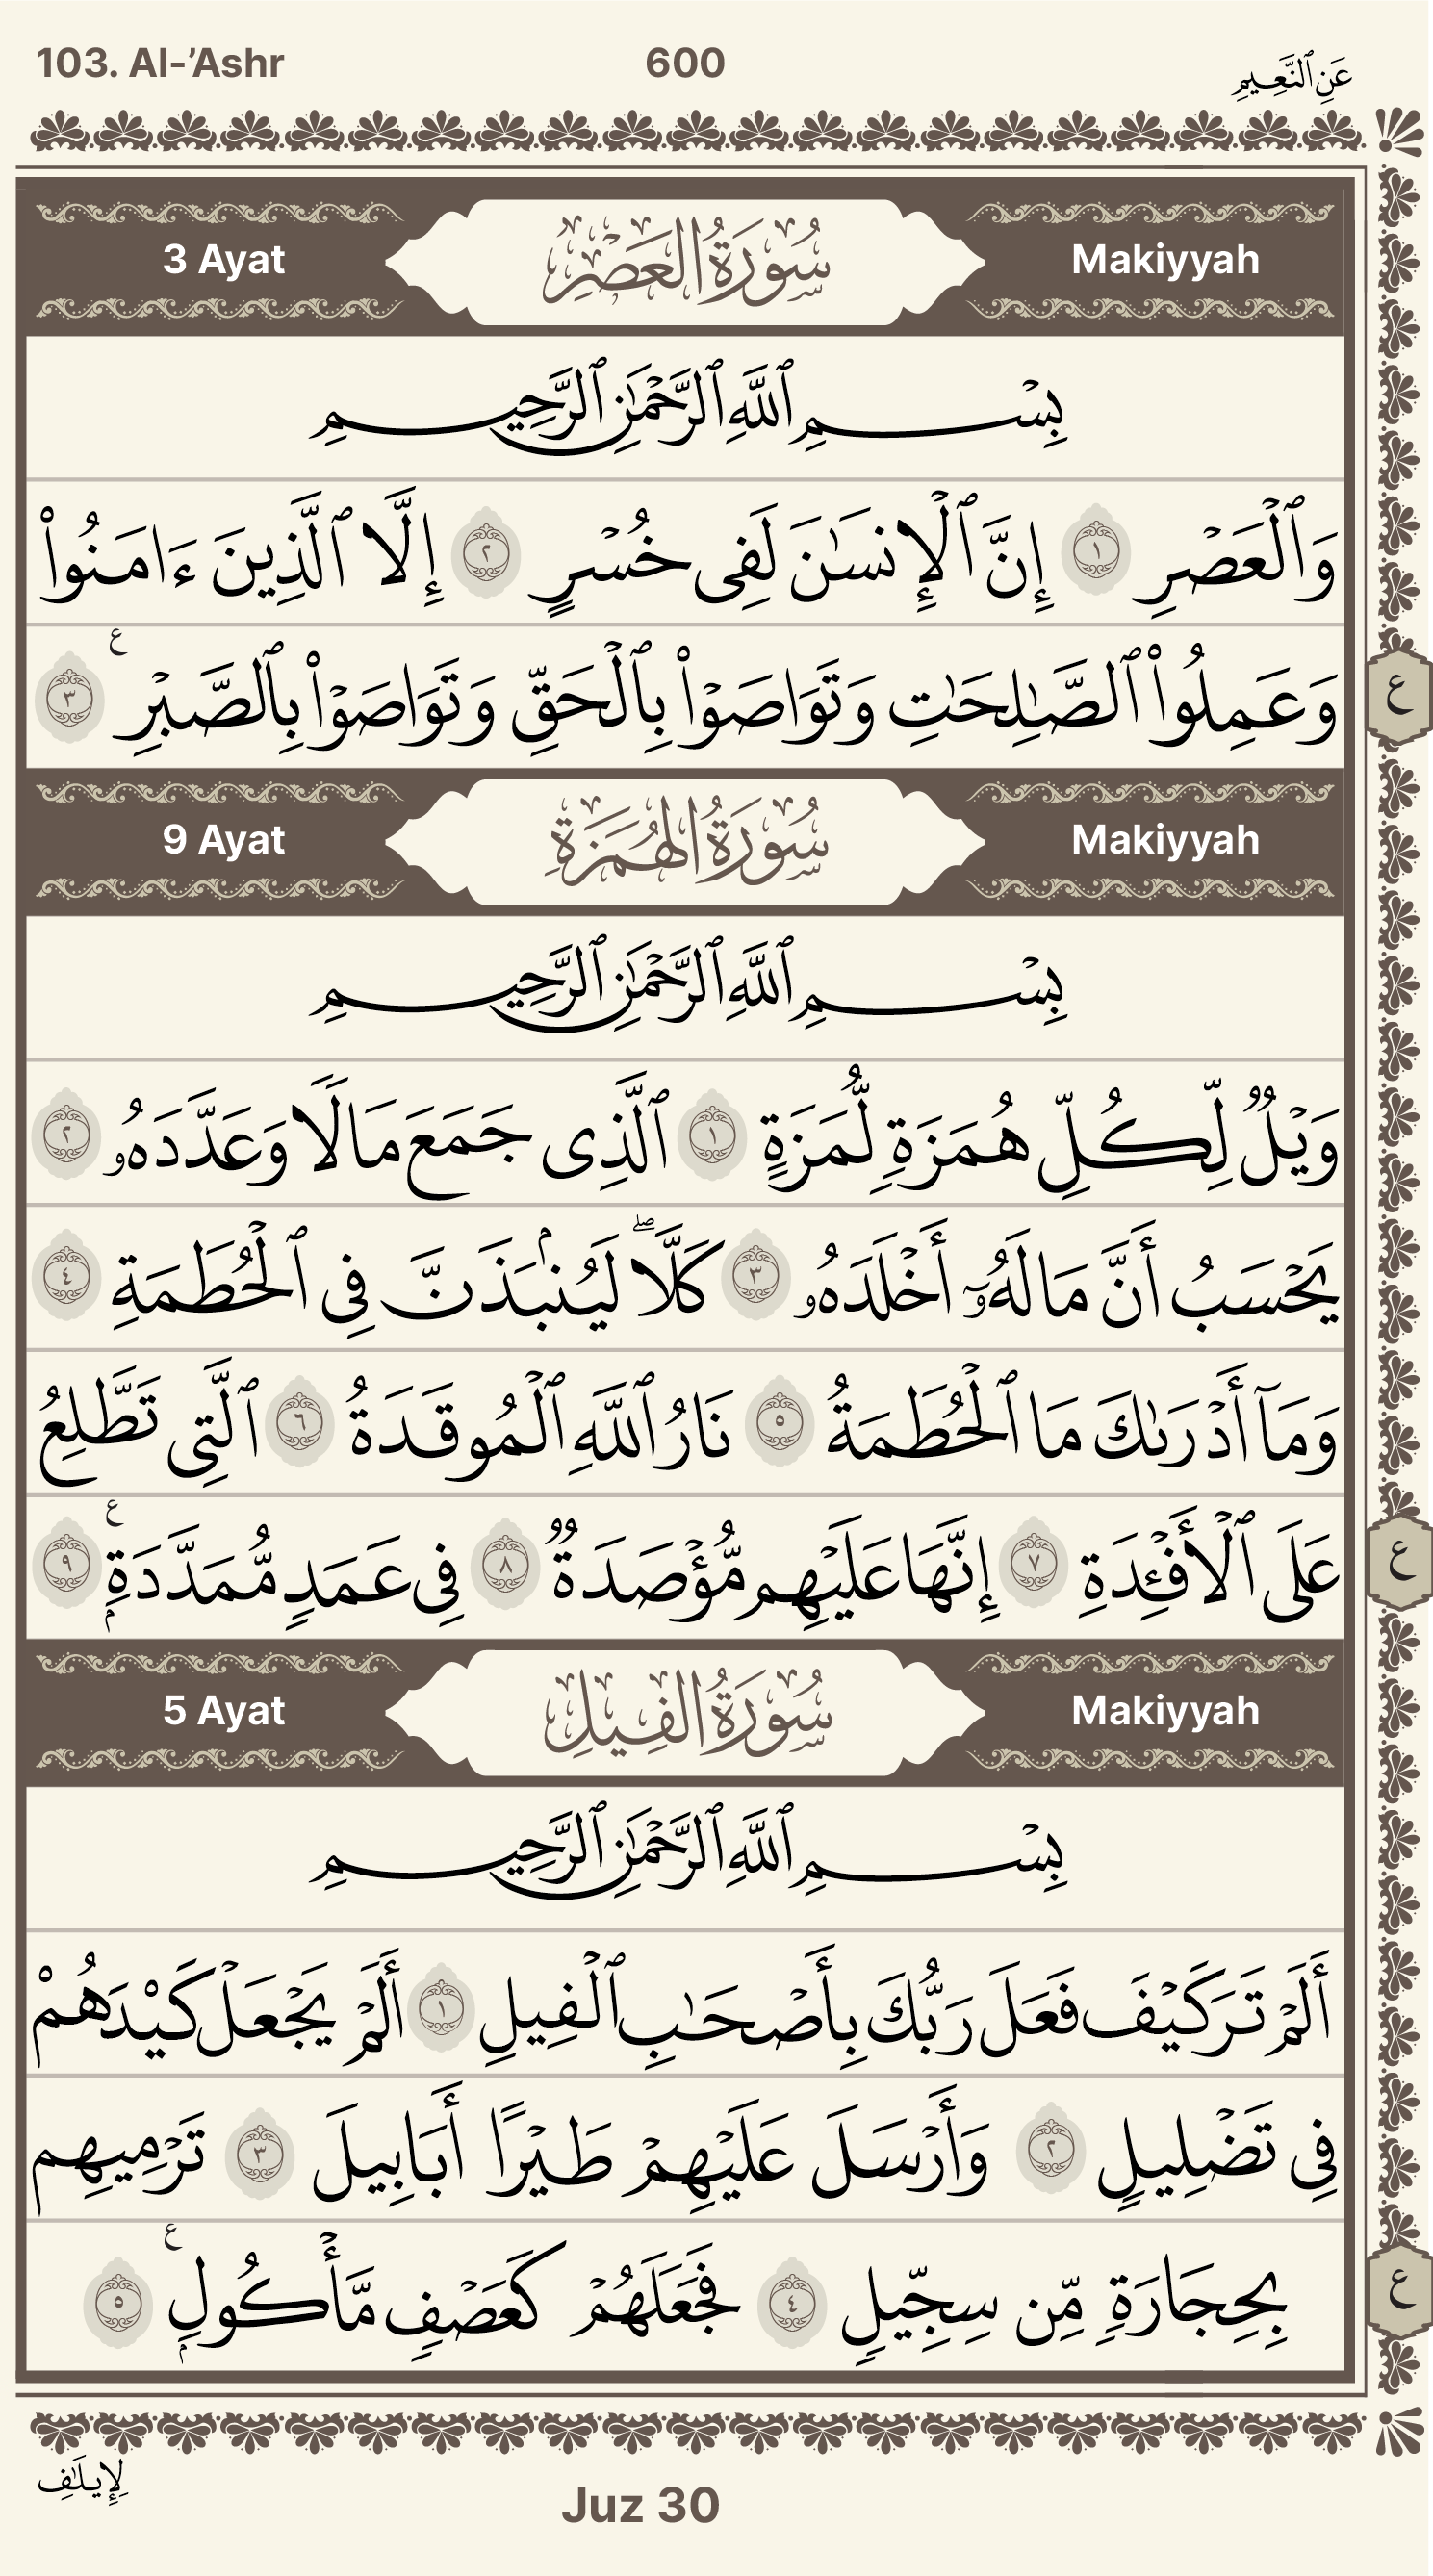 103. Al-’Ashr 600 عَنِ ٱلنَّعِيمِ
3 Ayat سُورَةُ العَصْرِ Makiyyah
بِسْمِ ٱللَّهِ ٱلرَّحْمَٰنِ ٱلرَّحِيمِ
وَٱلْعَصْرِ ١ إِنَّ ٱلْإِنسَٰنَ لَفِى خُسْرٍ ٢ إِلَّا ٱلَّذِينَ ءَامَنُوا۟
وَعَمِلُوا۟ ٱلصَّٰلِحَٰتِ وَتَوَاصَوْا۟ بِٱلْحَقِّ وَتَوَاصَوْا۟ بِٱلصَّبْرِ ع ٣
ع
9 Ayat سُورَةُ الهُمَزَةِ Makiyyah
بِسْمِ ٱللَّهِ ٱلرَّحْمَٰنِ ٱلرَّحِيمِ
وَيْلٌ لِّكُلِّ هُمَزَةٍ لُّمَزَةٍ ١ ٱلَّذِى جَمَعَ مَالًا وَعَدَّدَهُۥ ٢
يَحْسَبُ أَنَّ مَالَهُۥٓ أَخْلَدَهُۥ ٣ كَلَّا ۖ لَيُنۢبَذَنَّ فِى ٱلْحُطَمَةِ ٤
وَمَآ أَدْرَىٰكَ مَا ٱلْحُطَمَةُ ٥ نَارُ ٱللَّهِ ٱلْمُوقَدَةُ ٦ ٱلَّتِى تَطَّلِعُ
عَلَى ٱلْأَفْـِٔدَةِ ٧ إِنَّهَا عَلَيْهِم مُّؤْصَدَةٌ ٨ فِى عَمَدٍ مُّمَدَّدَةٍۭ ع ٩
ع
5 Ayat سُورَةُ الفِيلِ Makiyyah
بِسْمِ ٱللَّهِ ٱلرَّحْمَٰنِ ٱلرَّحِيمِ
أَلَمْ تَرَ كَيْفَ فَعَلَ رَبُّكَ بِأَصْحَٰبِ ٱلْفِيلِ ١ أَلَمْ يَجْعَلْ كَيْدَهُمْ
فِى تَضْلِيلٍ ٢ وَأَرْسَلَ عَلَيْهِمْ طَيْرًا أَبَابِيلَ ٣ تَرْمِيهِم
بِحِجَارَةٍ مِّن سِجِّيلٍ ٤ فَجَعَلَهُمْ كَعَصْفٍ مَّأْكُولٍۭ ع ٥
ع
لِإِيلَٰفِ
Juz 30